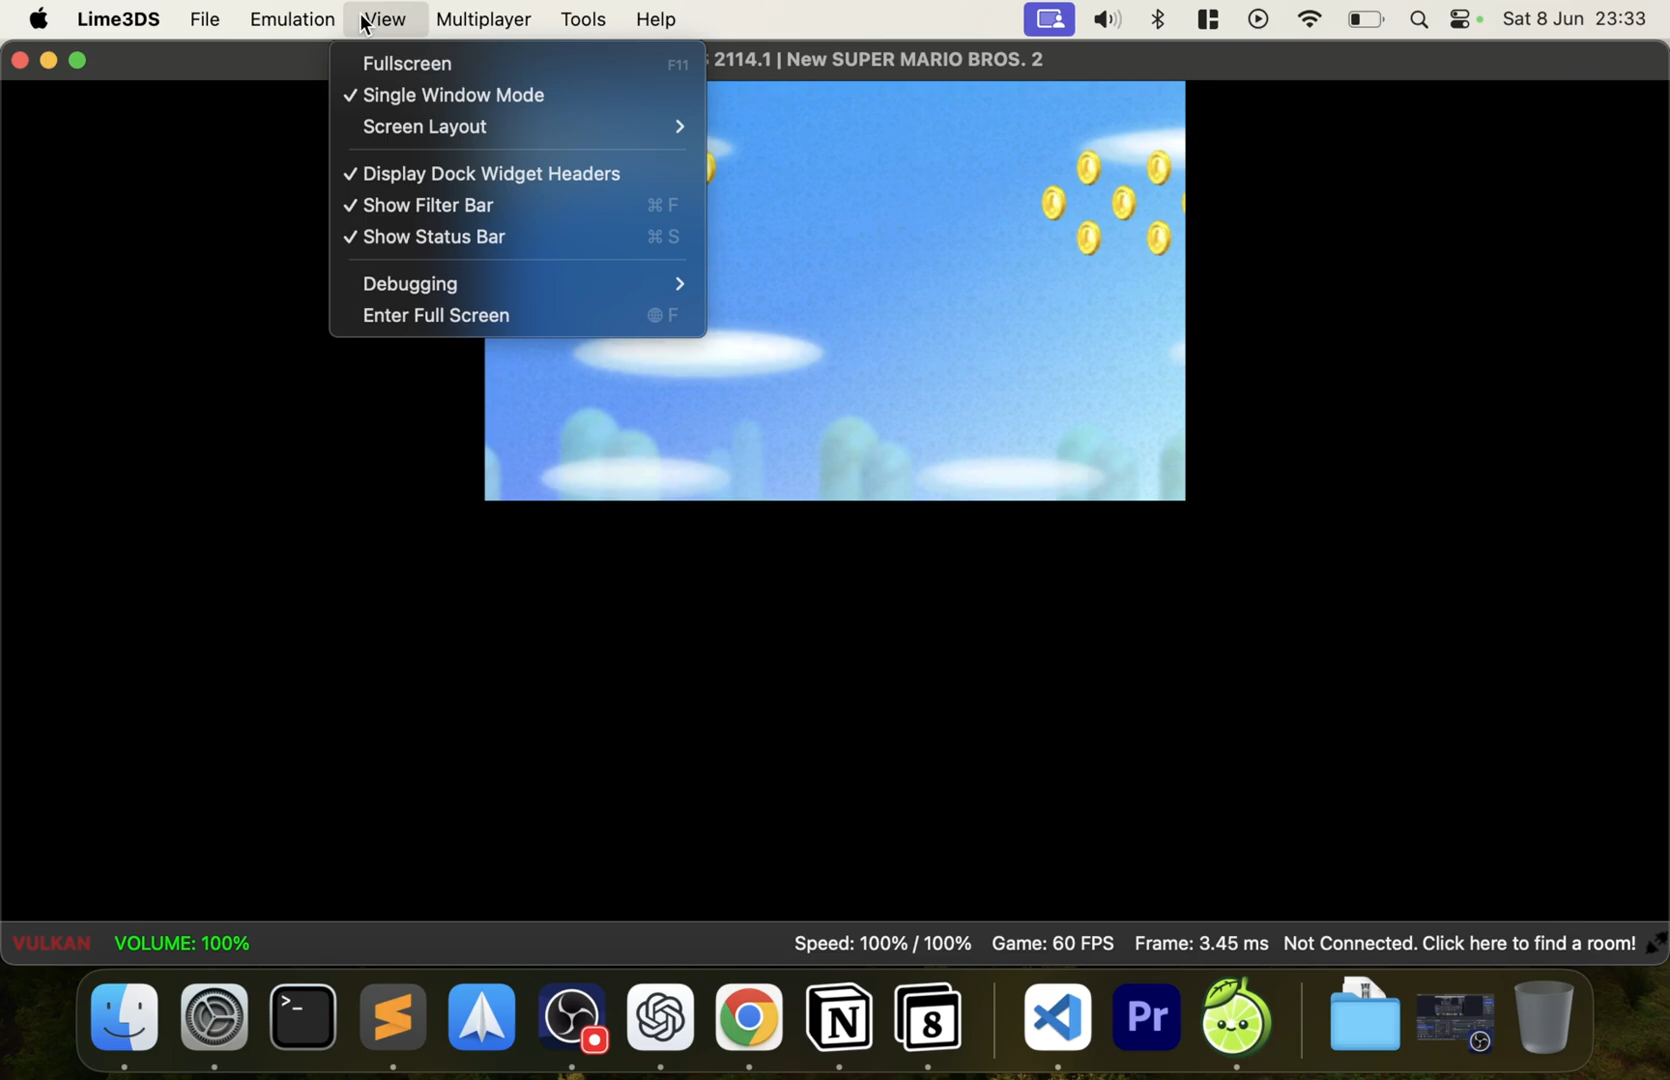 Lime3DS File Emulation View Multiplayer Tools Help Sat 8 Jun 23:33
2114.1 | New SUPER MARIO BROS. 2
Fullscreen F11
✓ Single Window Mode
Screen Layout >
✓ Display Dock Widget Headers
✓ Show Filter Bar ⌘ F
✓ Show Status Bar ⌘ S
Debugging >
Enter Full Screen 🌐 F
VULKAN VOLUME: 100% Speed: 100% / 100% Game: 60 FPS Frame: 3.45 ms Not Connected. Click here to find a room!
>_ N 8 Pr